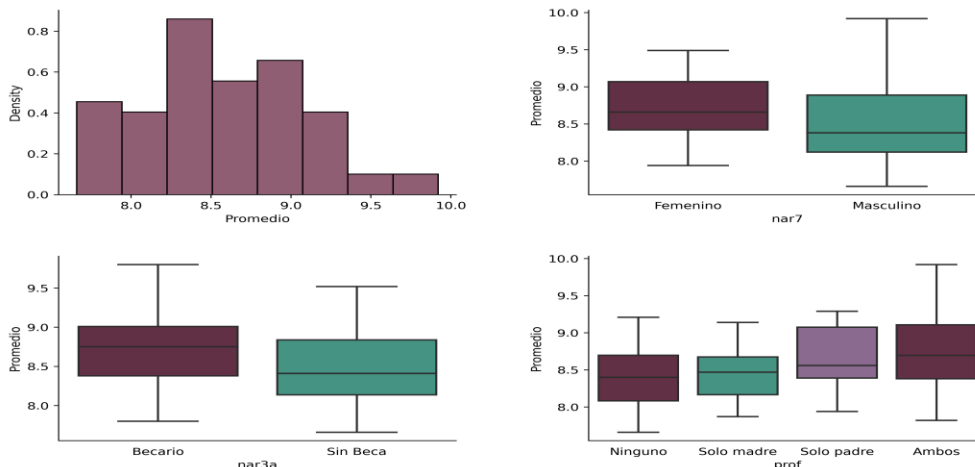 Density
0.8
0.6
0.4
0.2
0.0
8.0 8.5 9.0 9.5 10.0
Promedio
Promedio
10.0
9.5
9.0
8.5
8.0
Femenino Masculino
nar7
Promedio
9.5
9.0
8.5
8.0
Becario Sin Beca
nar3a
Promedio
10.0
9.5
9.0
8.5
8.0
Ninguno Solo madre Solo padre Ambos
prof